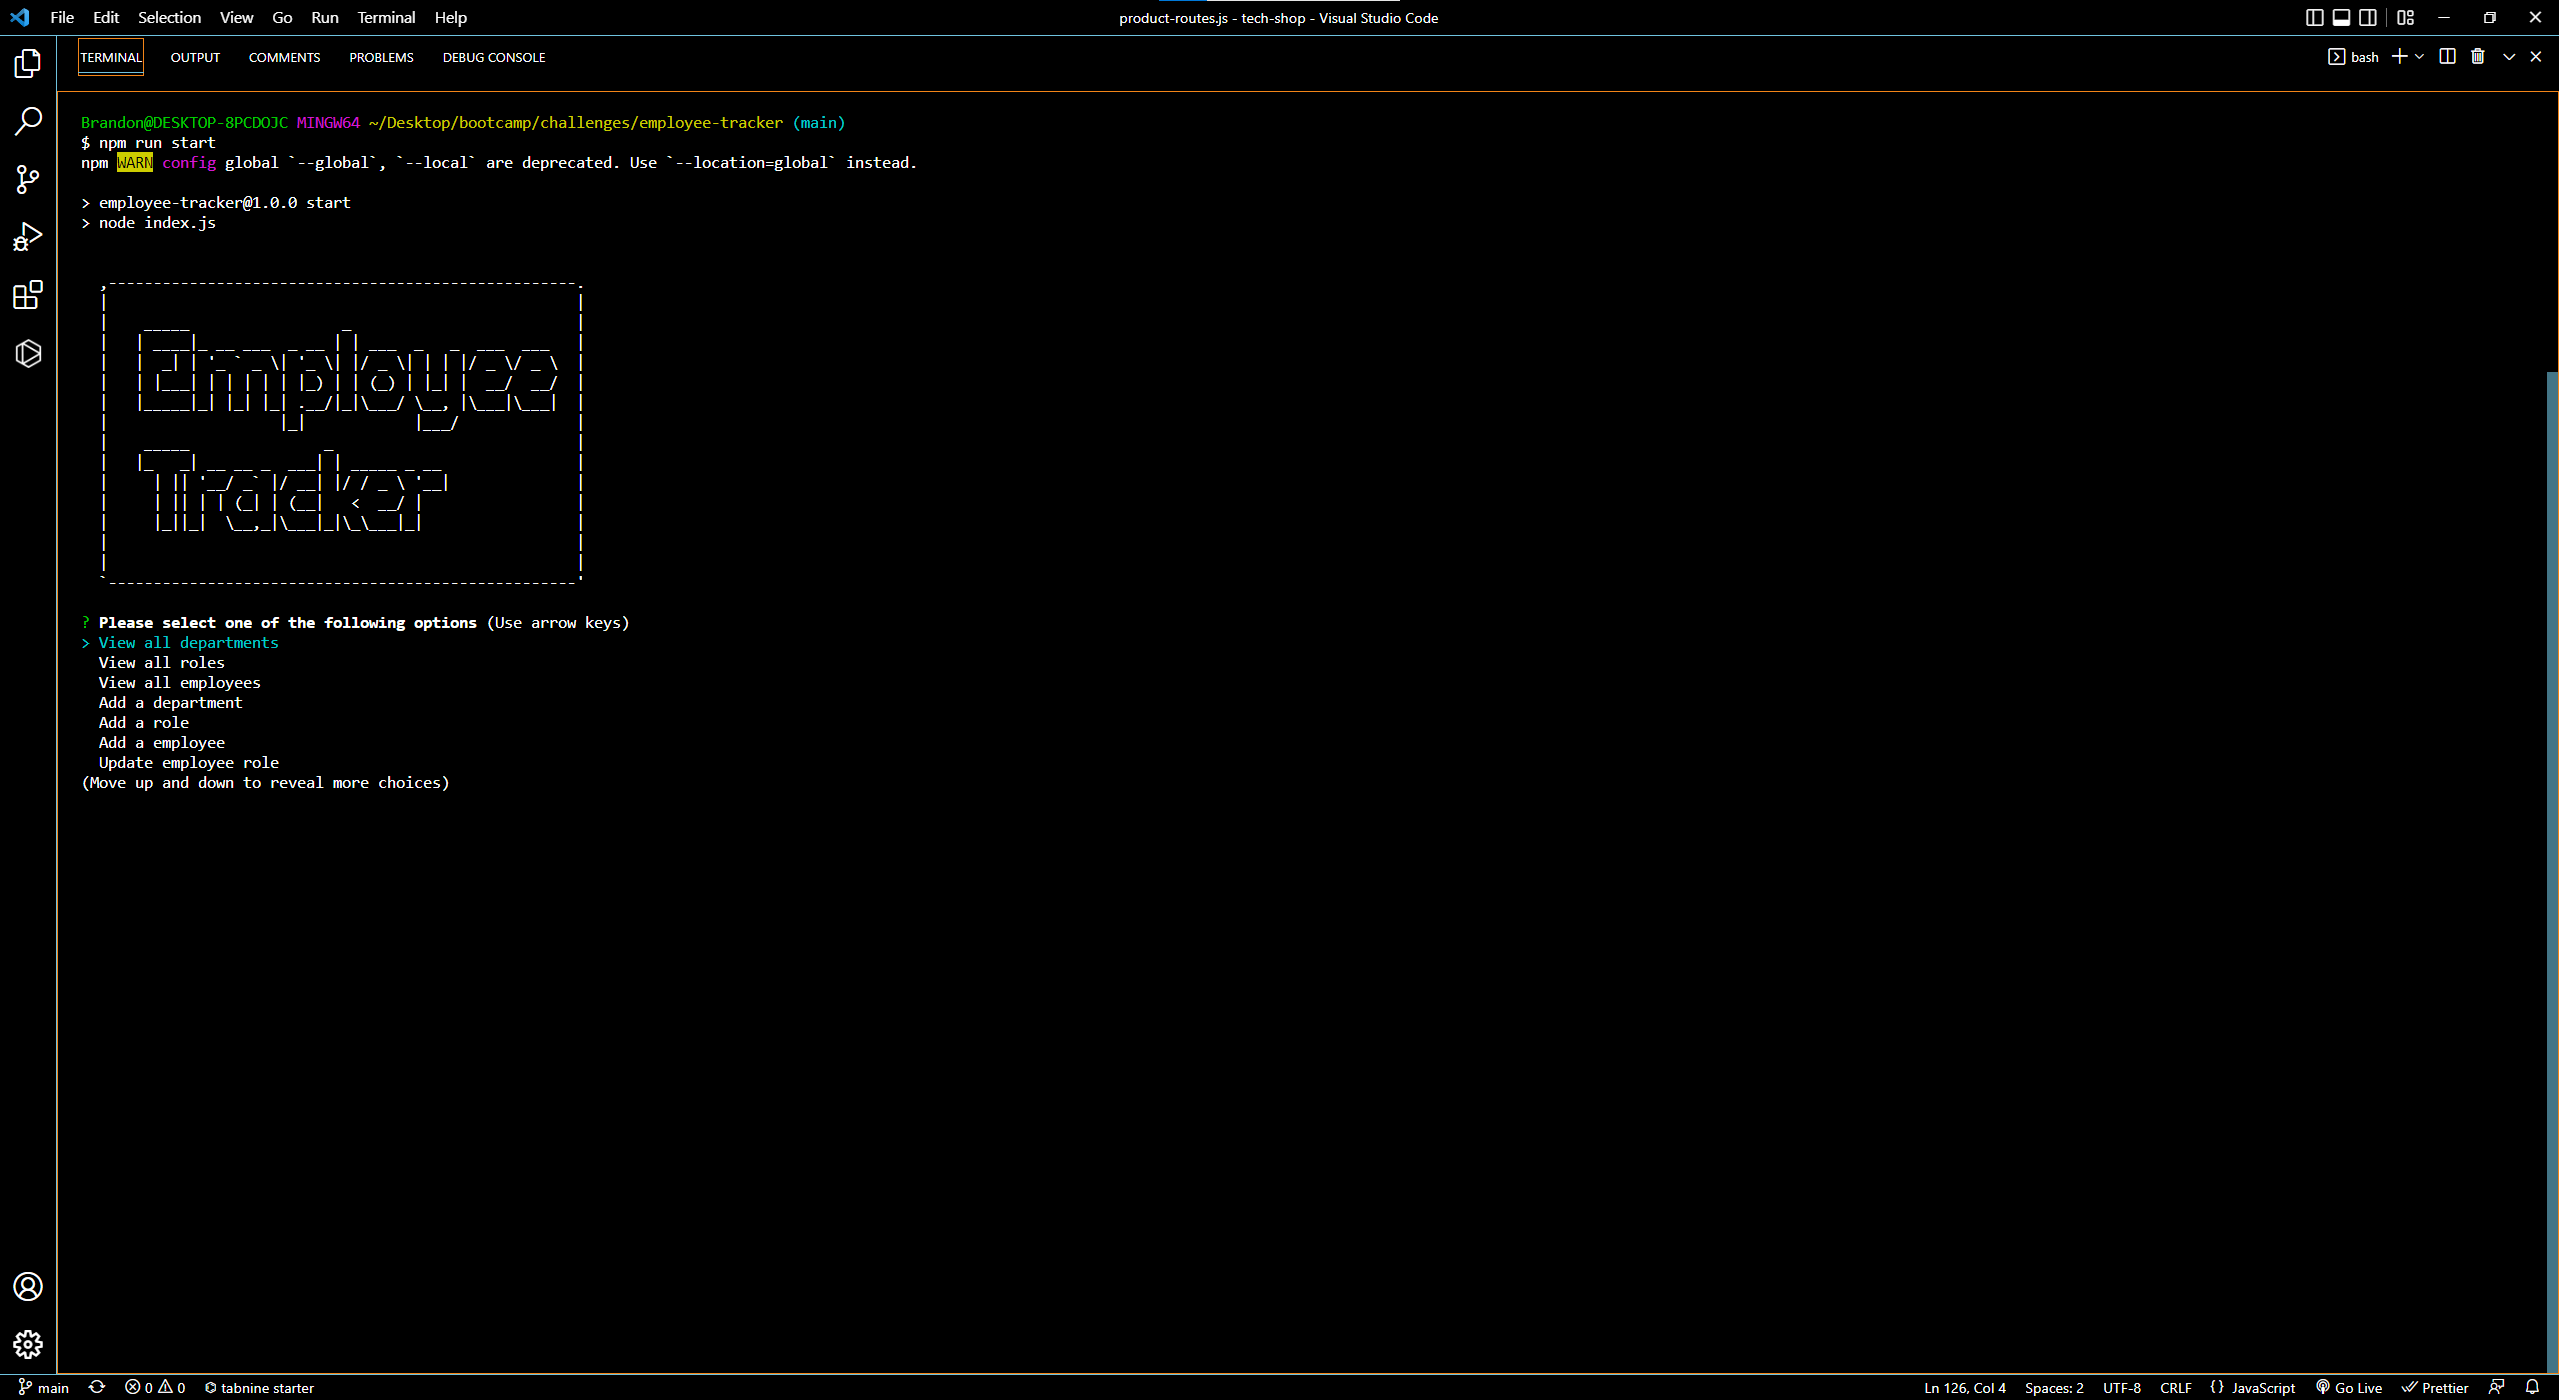 File Edit Selection View Go Run Terminal Help
product-routes.js - tech-shop - Visual Studio Code
TERMINAL OUTPUT COMMENTS PROBLEMS DEBUG CONSOLE
bash
Brandon@DESKTOP-8PCDOJC MINGW64 ~/Desktop/bootcamp/challenges/employee-tracker (main)
$ npm run start
npm WARN config global `--global`, `--local` are deprecated. Use `--location=global` instead.
> employee-tracker@1.0.0 start
> node index.js
Employee
Tracker
? Please select one of the following options (Use arrow keys)
> View all departments
View all roles
View all employees
Add a department
Add a role
Add a employee
Update employee role
(Move up and down to reveal more choices)
main 0 0 tabnine starter
Ln 126, Col 4 Spaces: 2 UTF-8 CRLF {} JavaScript Go Live Prettier